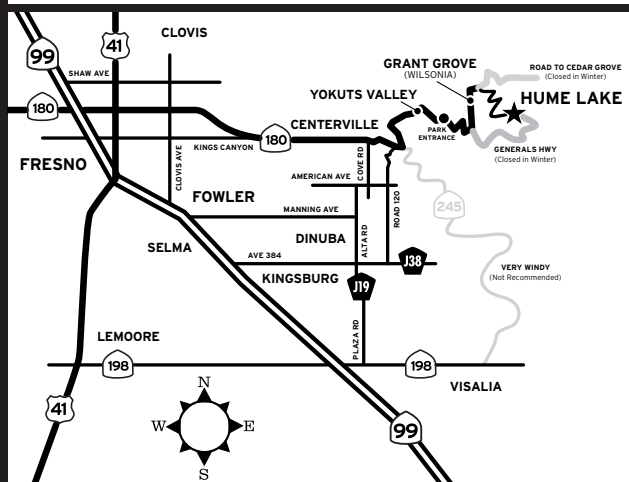 CLOVIS
41
99
SHAW AVE
GRANT GROVE
(WILSONIA)
ROAD TO CEDAR GROVE
(Closed in Winter)
YOKUTS VALLEY
HUME LAKE
180
CENTERVILLE
PARK
ENTRANCE
180
KINGS CANYON
GENERALS HWY
(Closed in Winter)
FRESNO
CLOVIS AVE
COVE RD
AMERICAN AVE
FOWLER
ROAD 120
245
MANNING AVE
SELMA
DINUBA
ALTA RD
AVE 384
J38
KINGSBURG
J19
VERY WINDY
(Not Recommended)
LEMOORE
PLAZA RD
198
198
VISALIA
41
N
W
E
S
99